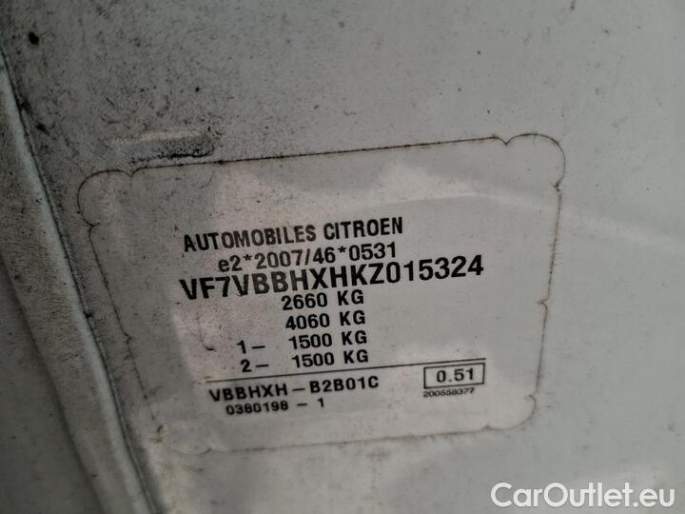 AUTOMOBILES CITROEN
e2*2007/46*0531
VF7VBBHXHKZ015324
2660 KG
4060 KG
1- 1500 KG
2- 1500 KG
VBBHXH-B2B01C 0.51
0380198 - 1 200558377
CarOutlet.eu